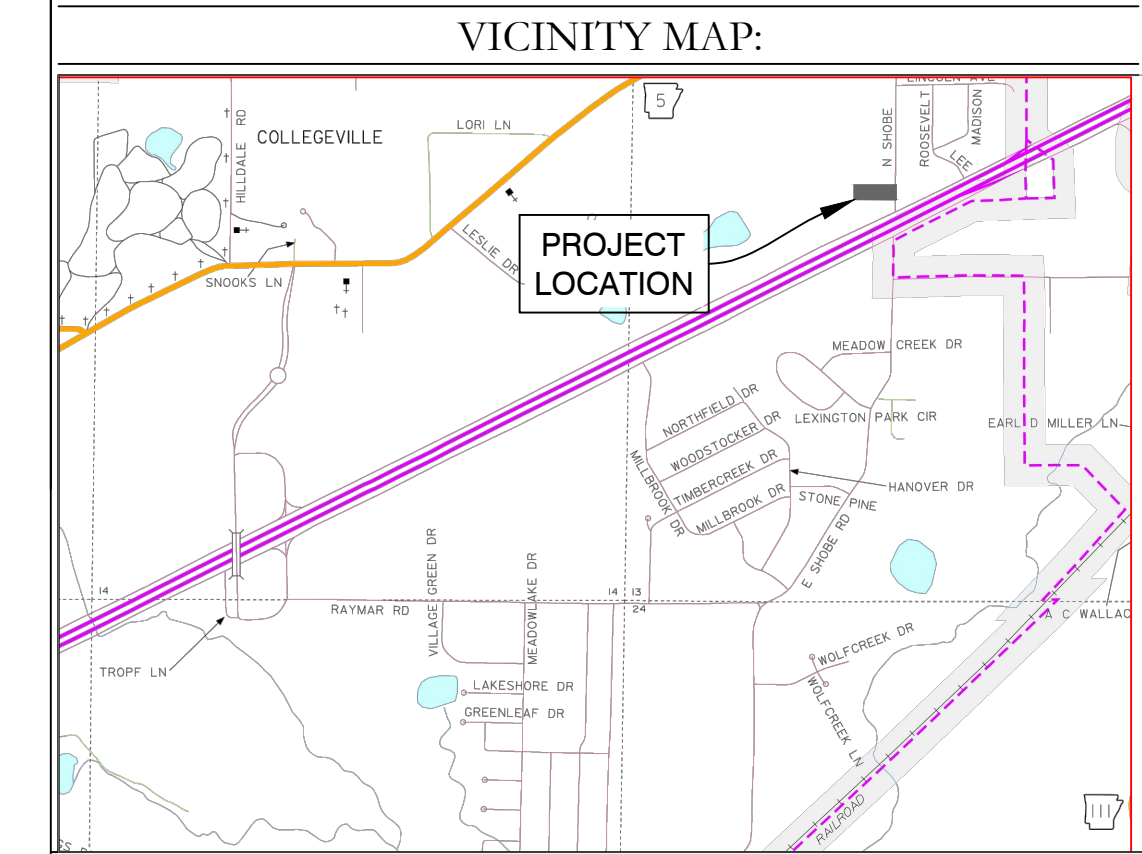 VICINITY MAP:
LINCOLN AVE
5
HILLDALE RD
COLLEGEVILLE
LORI LN
N SHOBE
ROOSEVELT
MADISON
LEE
SNOOKS LN
LESLIE DR
PROJECT
LOCATION
MEADOW CREEK DR
NORTHFIELD DR
LEXINGTON PARK CIR
EARL D MILLER LN
WOODSTOCKER DR
MILLBROOK DR
TIMBERCREEK DR
HANOVER DR
STONE PINE
MILLBROOK DR
E SHOBE RD
14
14 13
24
RAYMAR RD
VILLAGE GREEN DR
MEADOWLAKE DR
A C WALLAC
TROPF LN
WOLFCREEK DR
WOLFCREEK LN
LAKESHORE DR
GREENLEAF DR
RAILROAD
111